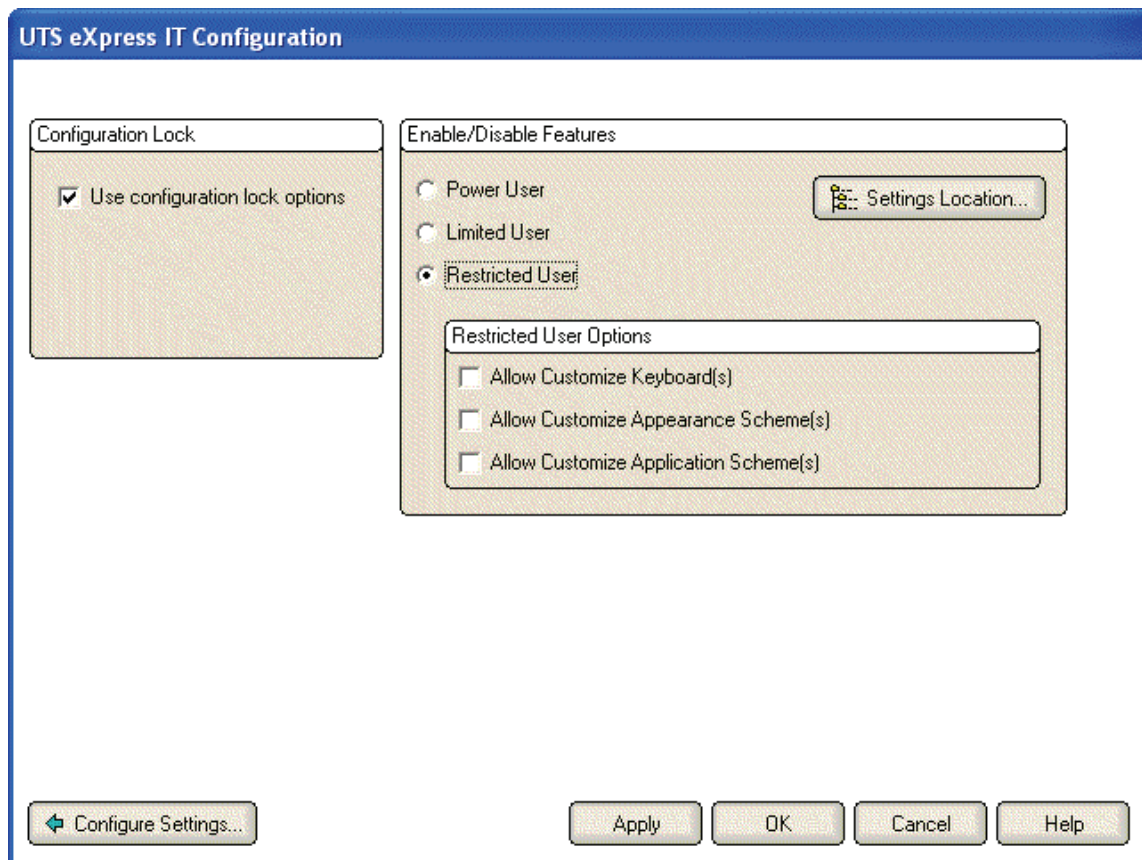 UTS eXpress IT Configuration
Configuration Lock
Use configuration lock options
Enable/Disable Features
Power User
Settings Location...
Limited User
Restricted User
Restricted User Options
Allow Customize Keyboard(s)
Allow Customize Appearance Scheme(s)
Allow Customize Application Scheme(s)
Configure Settings...
Apply
OK
Cancel
Help